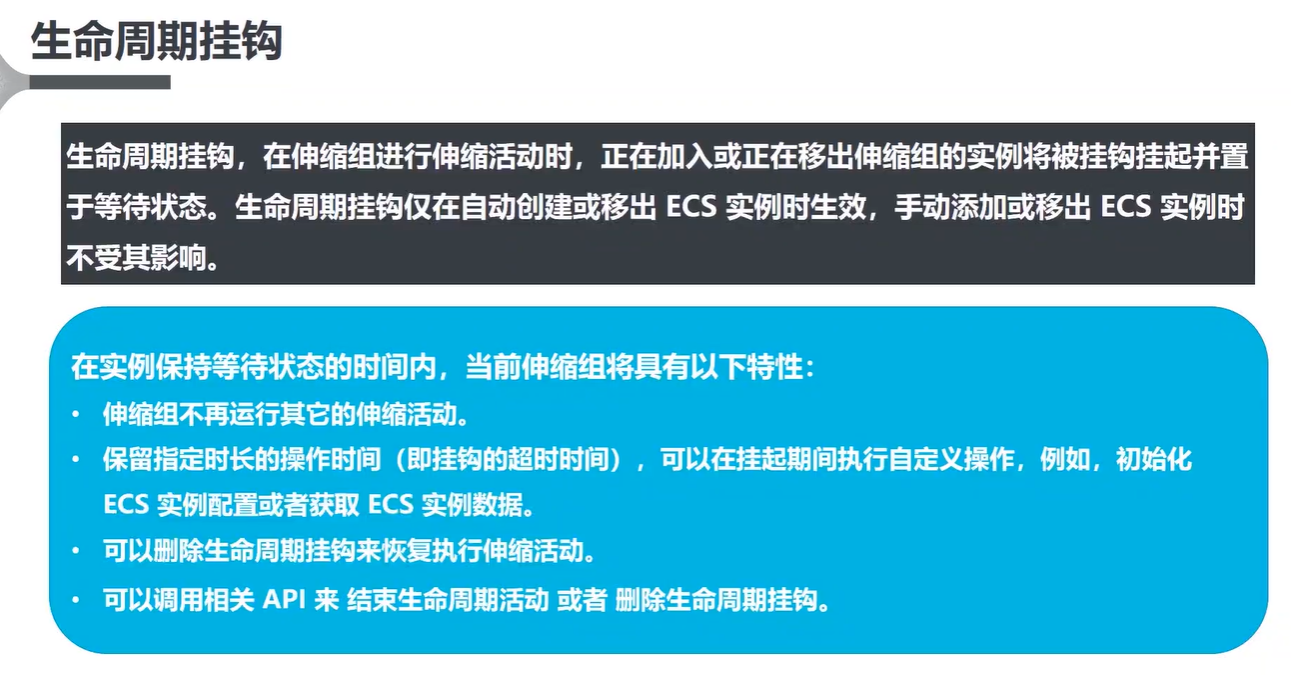 生命周期挂钩
生命周期挂钩，在伸缩组进行伸缩活动时，正在加入或正在移出伸缩组的实例将被挂钩挂起并置
于等待状态。生命周期挂钩仅在自动创建或移出 ECS 实例时生效，手动添加或移出 ECS 实例时
不受其影响。
在实例保持等待状态的时间内，当前伸缩组将具有以下特性：
• 伸缩组不再运行其它的伸缩活动。
• 保留指定时长的操作时间（即挂钩的超时时间），可以在挂起期间执行自定义操作，例如，初始化
ECS 实例配置或者获取 ECS 实例数据。
• 可以删除生命周期挂钩来恢复执行伸缩活动。
• 可以调用相关 API 来 结束生命周期活动 或者 删除生命周期挂钩。